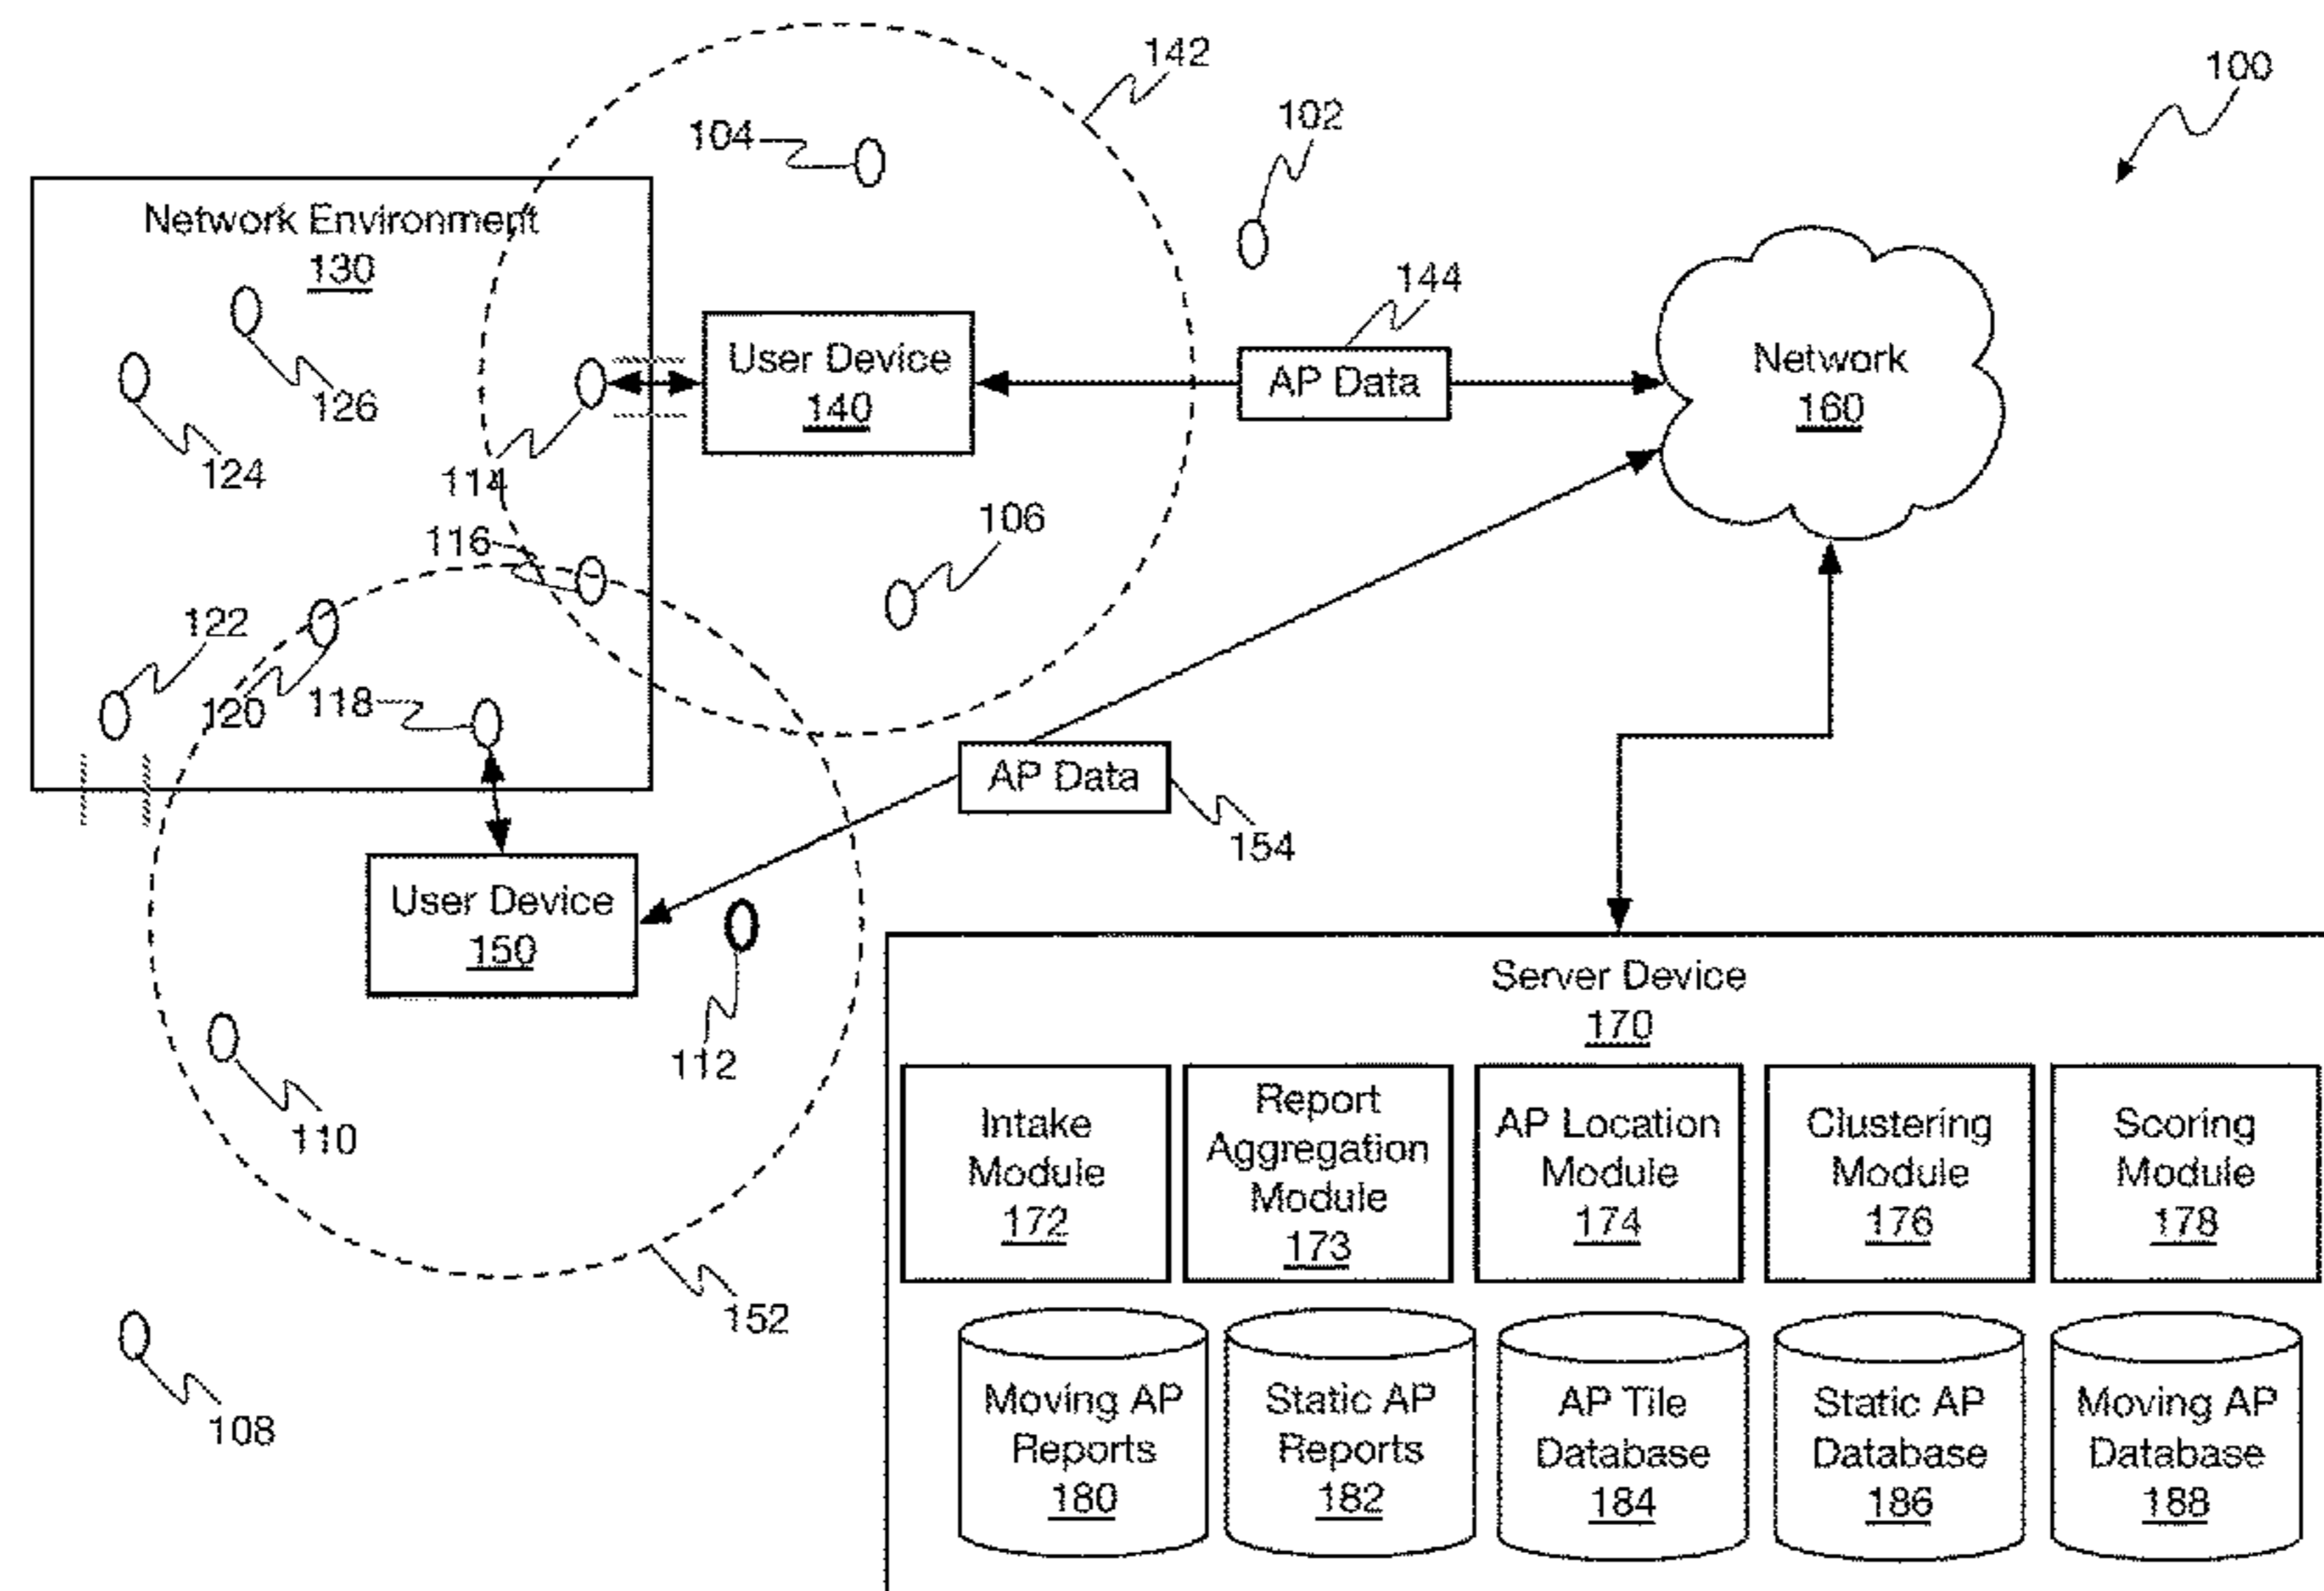 142
100
102
104
Network Environment
130
144
User Device
140
AP Data
Network
160
126
124
114
116
106
122
120
118
AP Data
154
User Device
150
112
110
152
108
Server Device
170
Intake
Module
172
Report
Aggregation
Module
173
AP Location
Module
174
Clustering
Module
176
Scoring
Module
178
Moving AP
Reports
180
Static AP
Reports
182
AP Tile
Database
184
Static AP
Database
186
Moving AP
Database
188